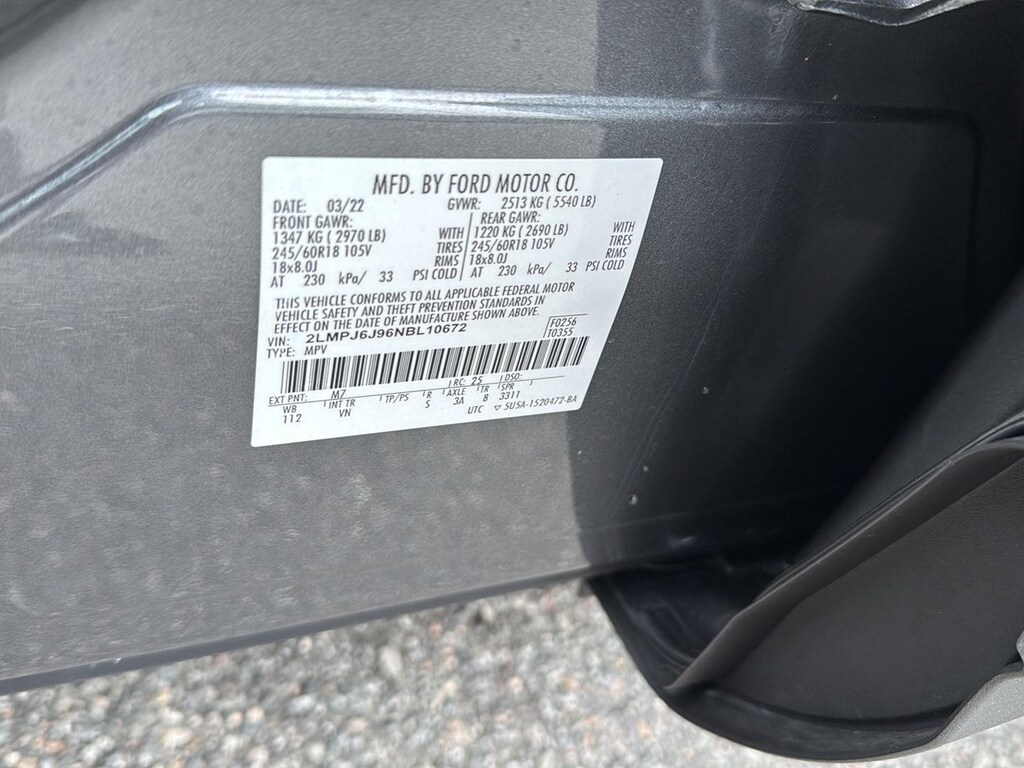 MFD. BY FORD MOTOR CO.
DATE: 03/22 GVWR: 2513 KG ( 5540 LB)
FRONT GAWR: REAR GAWR:
1347 KG ( 2970 LB) WITH 1220 KG ( 2690 LB) WITH
245/60R18 105V TIRES 245/60R18 105V TIRES
18x8.0J RIMS 18x8.0J RIMS
AT 230 kPa/ 33 PSI COLD AT 230 kPa/ 33 PSI COLD
THIS VEHICLE CONFORMS TO ALL APPLICABLE FEDERAL MOTOR
VEHICLE SAFETY AND THEFT PREVENTION STANDARDS IN
EFFECT ON THE DATE OF MANUFACTURE SHOWN ABOVE.
VIN: 2LMPJ6J96NBL10672 F0256
TYPE: MPV T0355
EXT PNT: M7 RC: 25 DSO:
WB INT TR TP/PS R AXLE TR SPR
112 VN S 3A 8 3311
UTC ▽ 5U5A-1520472-BA